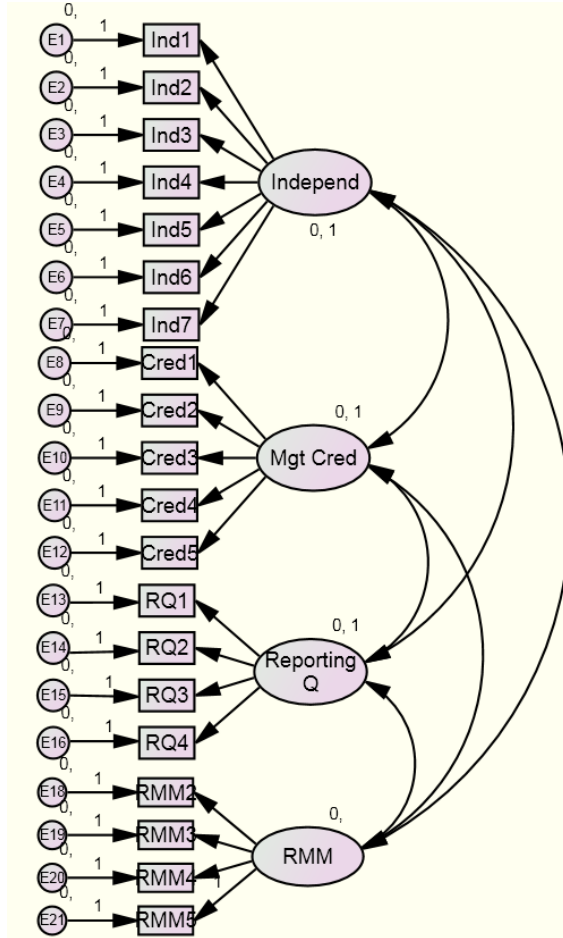 0,
E1 1 Ind1
0,
E2 1 Ind2
0,
E3 1 Ind3
0,
E4 1 Ind4
Independ
0, 1
0,
E5 1 Ind5
0,
E6 1 Ind6
0,
E7 1 Ind7
0,
E8 1 Cred1
0,
E9 1 Cred2
0, 1
0,
E10 1 Cred3
Mgt Cred
0,
E11 1 Cred4
0,
E12 1 Cred5
0,
E13 1 RQ1
0, 1
0,
E14 1 RQ2
Reporting
Q
0,
E15 1 RQ3
0,
E16 1 RQ4
0,
E18 1 RMM2
0,
0,
E19 1 RMM3
RMM
0,
E20 1 RMM4
1
0,
E21 1 RMM5